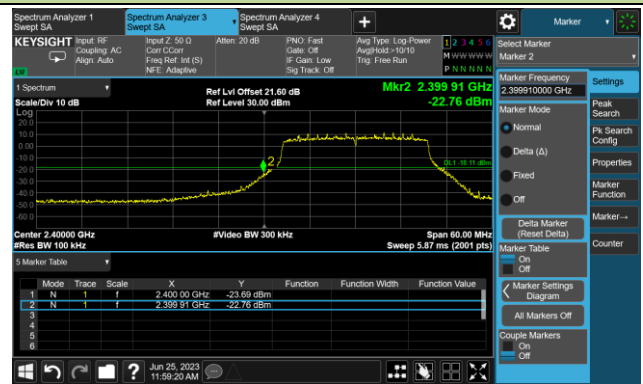 Spectrum Analyzer 1
Swept SA
Spectrum Analyzer 3
Swept SA
Spectrum Analyzer 4
Swept SA
+
Marker
KEYSIGHT
Input: RF
Coupling: AC
Align: Auto
Input Z: 50 Ω
Corr CCorr
Freq Ref: Int (S)
NFE: Adaptive
Atten: 20 dB
PNO: Fast
Gate: Off
IF Gain: Low
Sig Track: Off
Avg Type: Log-Power
Avg|Hold:>10/10
Trig: Free Run
1 2 3 4 5 6
M W W W W W
P N N N N N
LW
Select Marker
Marker 2
1 Spectrum
Scale/Div 10 dB
Ref Lvl Offset 21.60 dB
Ref Level 30.00 dBm
Mkr2 2.399 91 GHz
-22.76 dBm
Log
20.0
10.0
0.00
-10.0
-20.0
-30.0
-40.0
-50.0
-60.0
2
DL1 -18.11 dBm
Center 2.40000 GHz
#Res BW 100 kHz
#Video BW 300 kHz
Span 60.00 MHz
Sweep 5.87 ms (2001 pts)
5 Marker Table
Mode Trace Scale X Y Function Function Width Function Value
1 N 1 f 2.400 00 GHz -23.69 dBm
2 N 1 f 2.399 91 GHz -22.76 dBm
3
4
5
6
Marker Frequency
2.399910000 GHz
Marker Mode
Normal
Delta (Δ)
Fixed
Off
Delta Marker
(Reset Delta)
Marker Table
On
Off
Marker Settings
Diagram
All Markers Off
Couple Markers
On
Off
Settings
Peak
Search
Pk Search
Config
Properties
Marker
Function
Marker→
Counter
?
Jun 25, 2023
11:59:20 AM